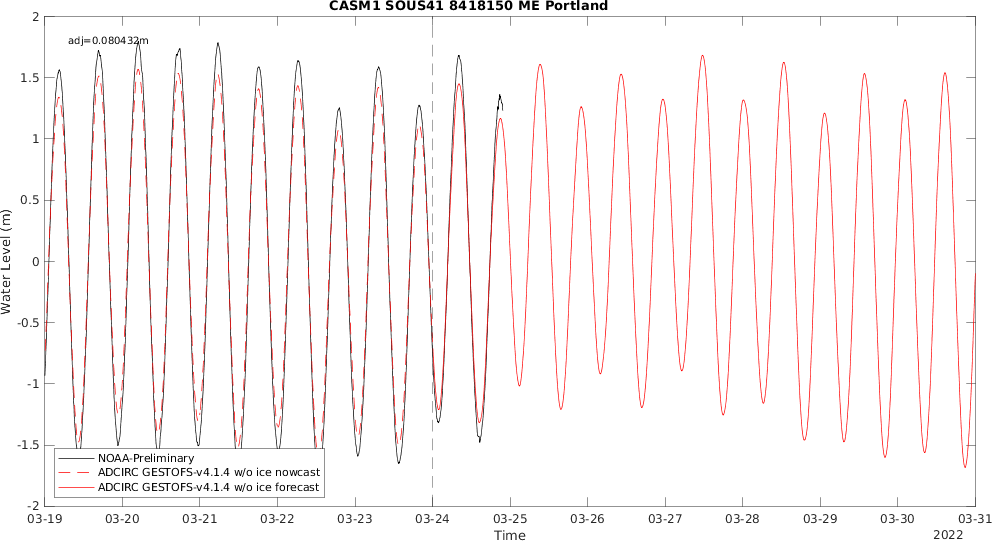 CASM1 SOUS41 8418150 ME Portland
adj=0.080432m
2
1.5
1
0.5
0
-0.5
-1
-1.5
-2
Water Level (m)
NOAA-Preliminary
ADCIRC GESTOFS-v4.1.4 w/o ice nowcast
ADCIRC GESTOFS-v4.1.4 w/o ice forecast
03-19 03-20 03-21 03-22 03-23 03-24 03-25 03-26 03-27 03-28 03-29 03-30 03-31
Time
2022